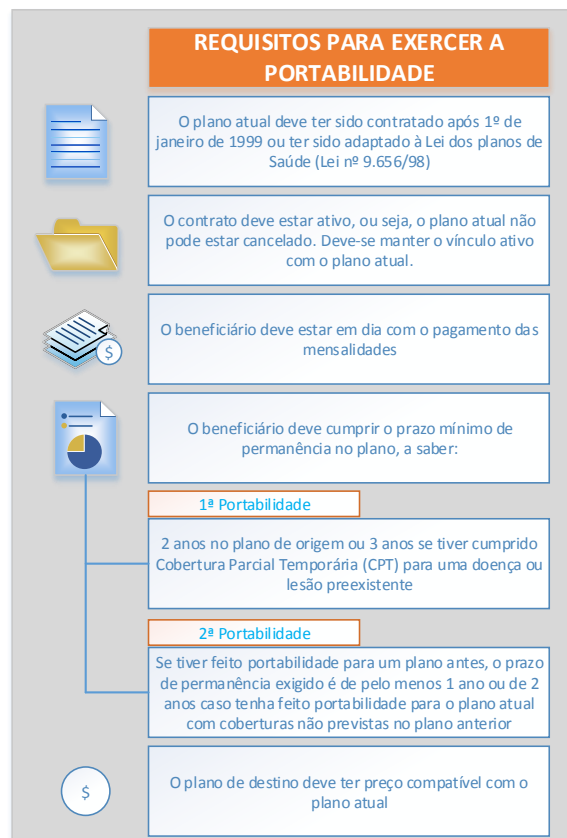 REQUISITOS PARA EXERCER A
PORTABILIDADE
O plano atual deve ter sido contratado após 1º de
janeiro de 1999 ou ter sido adaptado à Lei dos planos de
Saúde (Lei nº 9.656/98)
O contrato deve estar ativo, ou seja, o plano atual não
pode estar cancelado. Deve-se manter o vínculo ativo
com o plano atual.
$
O beneficiário deve estar em dia com o pagamento das
mensalidades
O beneficiário deve cumprir o prazo mínimo de
permanência no plano, a saber:
1ª Portabilidade
2 anos no plano de origem ou 3 anos se tiver cumprido
Cobertura Parcial Temporária (CPT) para uma doença ou
lesão preexistente
2ª Portabilidade
Se tiver feito portabilidade para um plano antes, o prazo
de permanência exigido é de pelo menos 1 ano ou de 2
anos caso tenha feito portabilidade para o plano atual
com coberturas não previstas no plano anterior
$
O plano de destino deve ter preço compatível com o
plano atual